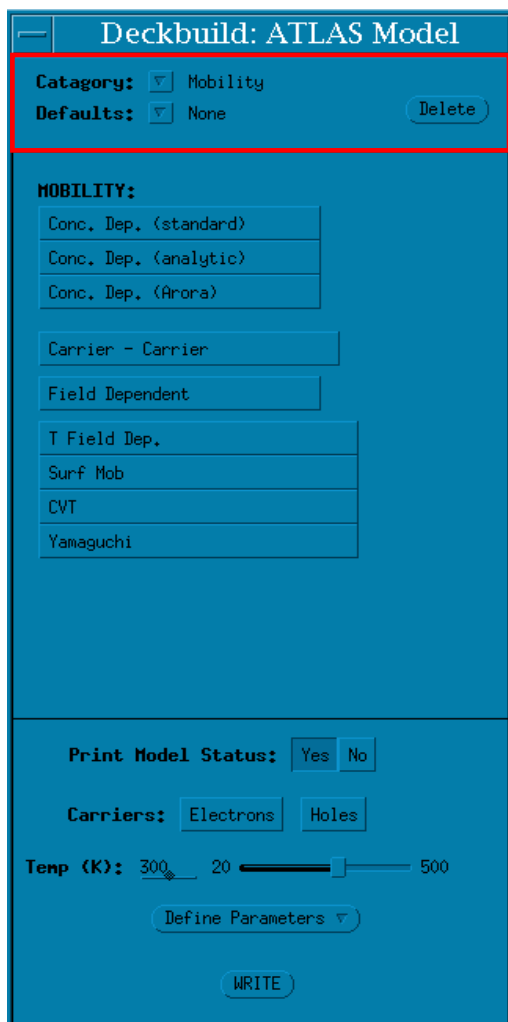 Deckbuild: ATLAS Model
Catagory: Mobility
Defaults: None
Delete
MOBILITY:
Conc. Dep. (standard)
Conc. Dep. (analytic)
Conc. Dep. (Arora)
Carrier - Carrier
Field Dependent
T Field Dep.
Surf Mob
CVT
Yamaguchi
Print Model Status: Yes No
Carriers: Electrons Holes
Temp (K): 300 20 500
Define Parameters
WRITE